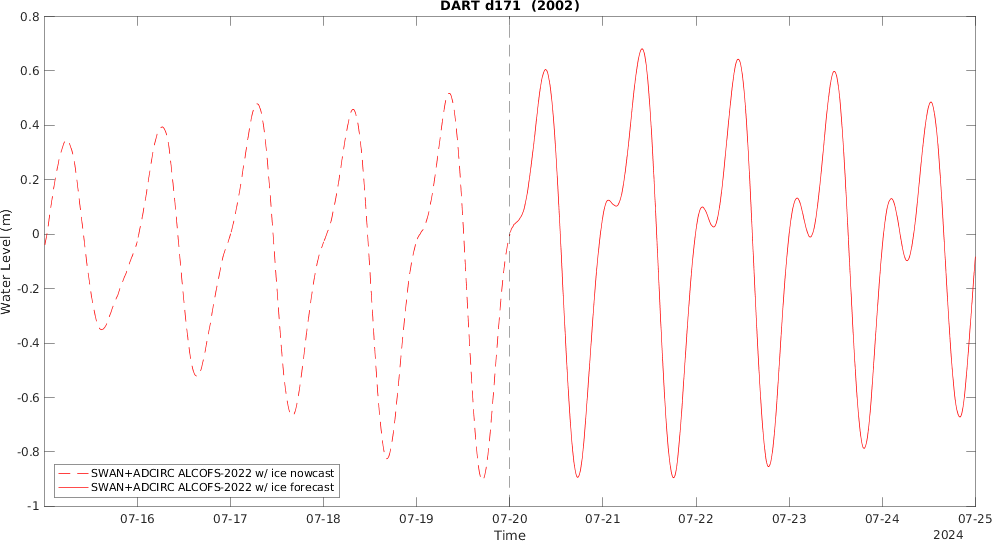 DART d171 (2002)
0.8
0.6
0.4
0.2
0
-0.2
-0.4
-0.6
-0.8
-1
Water Level (m)
SWAN+ADCIRC ALCOFS-2022 w/ ice nowcast
SWAN+ADCIRC ALCOFS-2022 w/ ice forecast
07-16 07-17 07-18 07-19 07-20 07-21 07-22 07-23 07-24 07-25
Time
2024